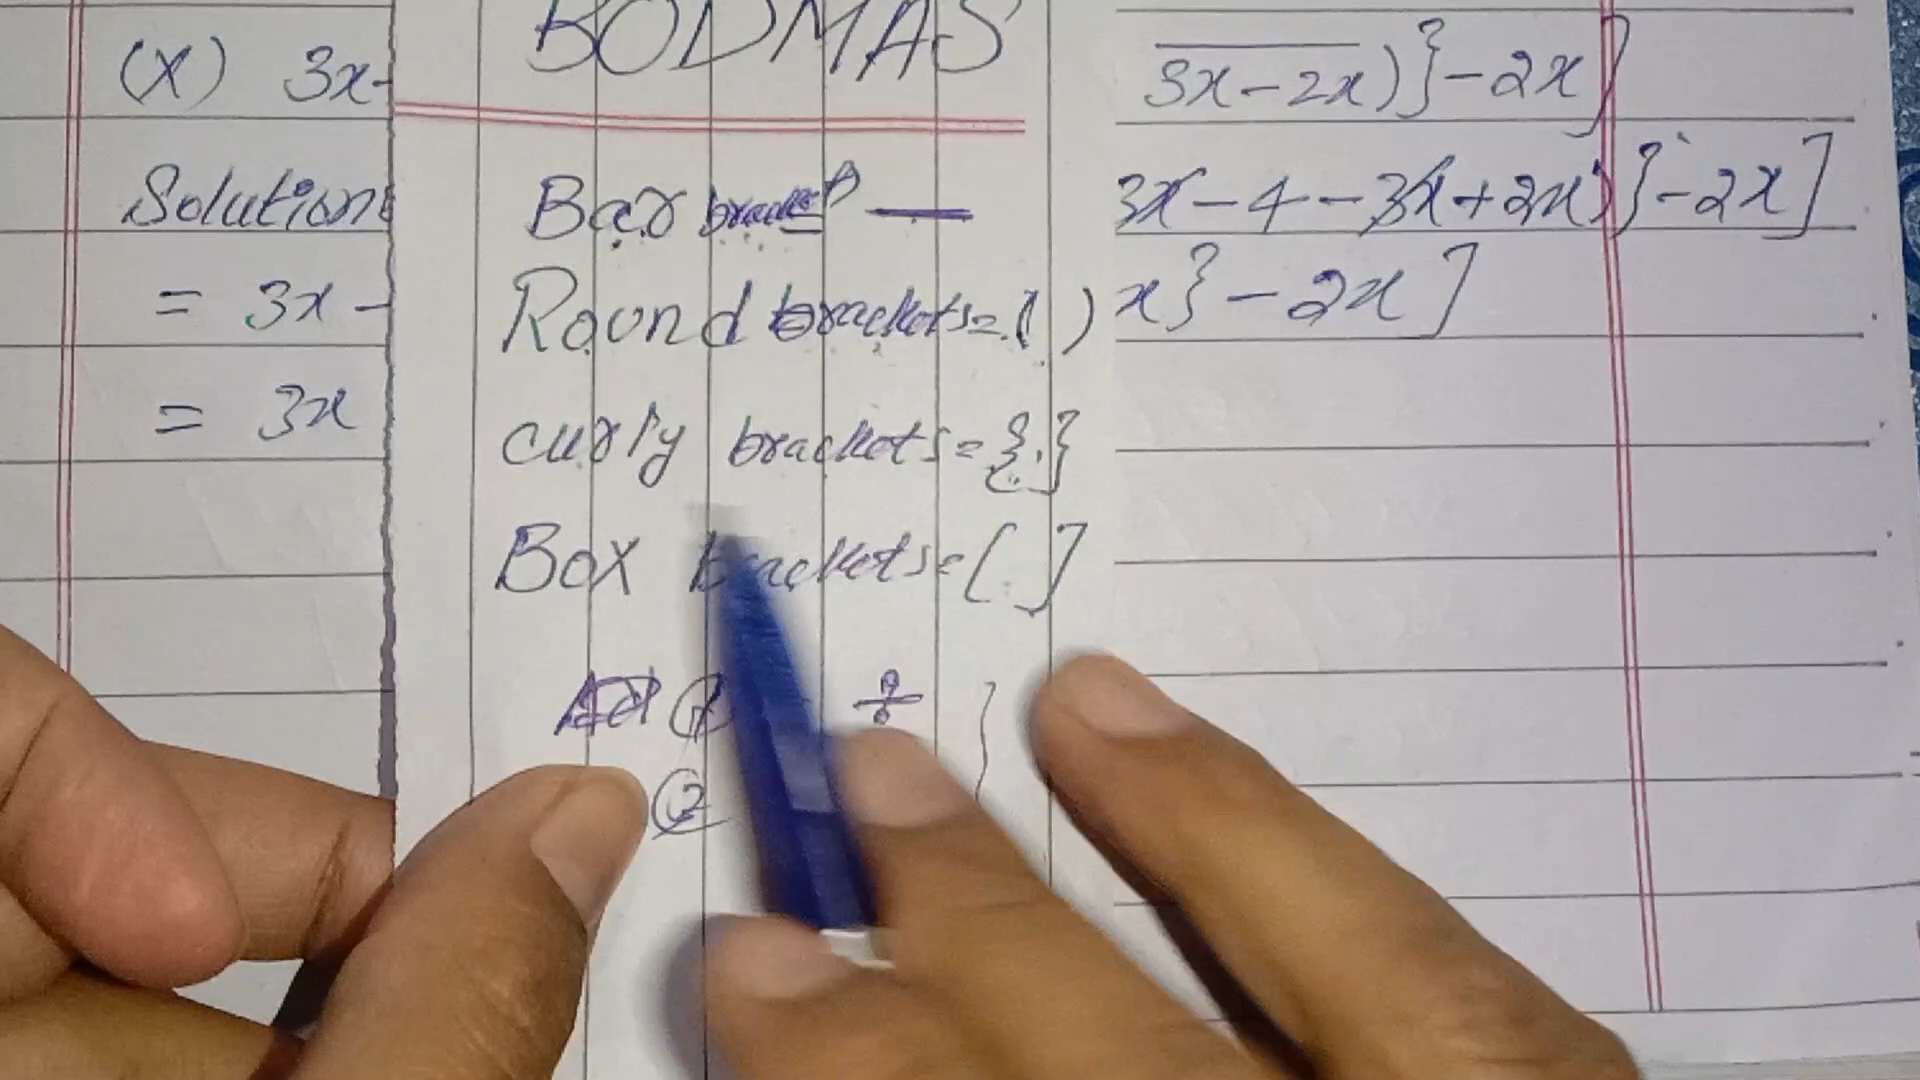 BODMAS
(X) 3x-
3x-2x)}-2x]
Solution
3x-4-3x+2x)}-2x]
= 3x-
x}-2x]
= 3x
Bar bracket —
Round brackets=( )
curly brackets={ }
Box brackets=[ ]
÷ }
②